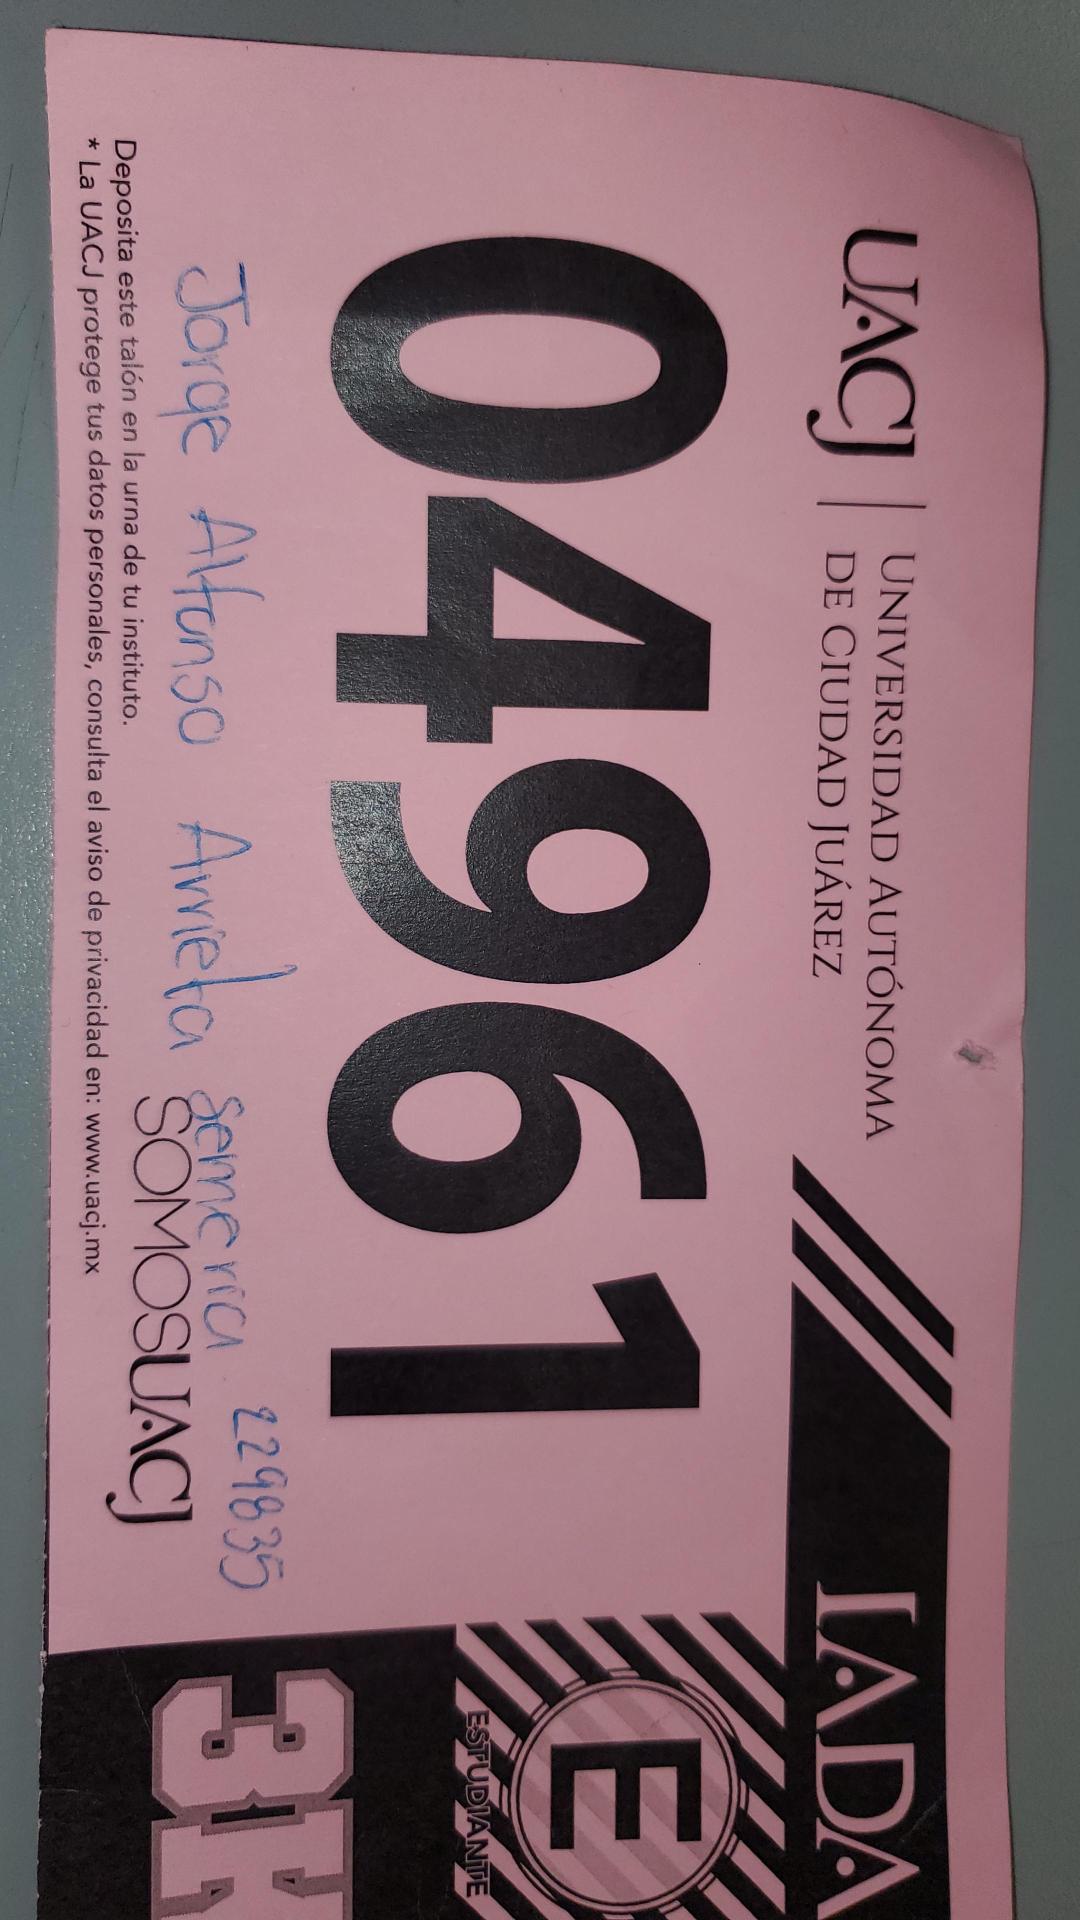 UACJ
UNIVERSIDAD AUTÓNOMA
DE CIUDAD JUÁREZ
IADA
04961
E
ESTUDIANTE
3K
Jorge Alfonso Arrieta semeria 229835
SOMOSUACJ
Deposita este talón en la urna de tu instituto.
* La UACJ protege tus datos personales, consulta el aviso de privacidad en: www.uacj.mx